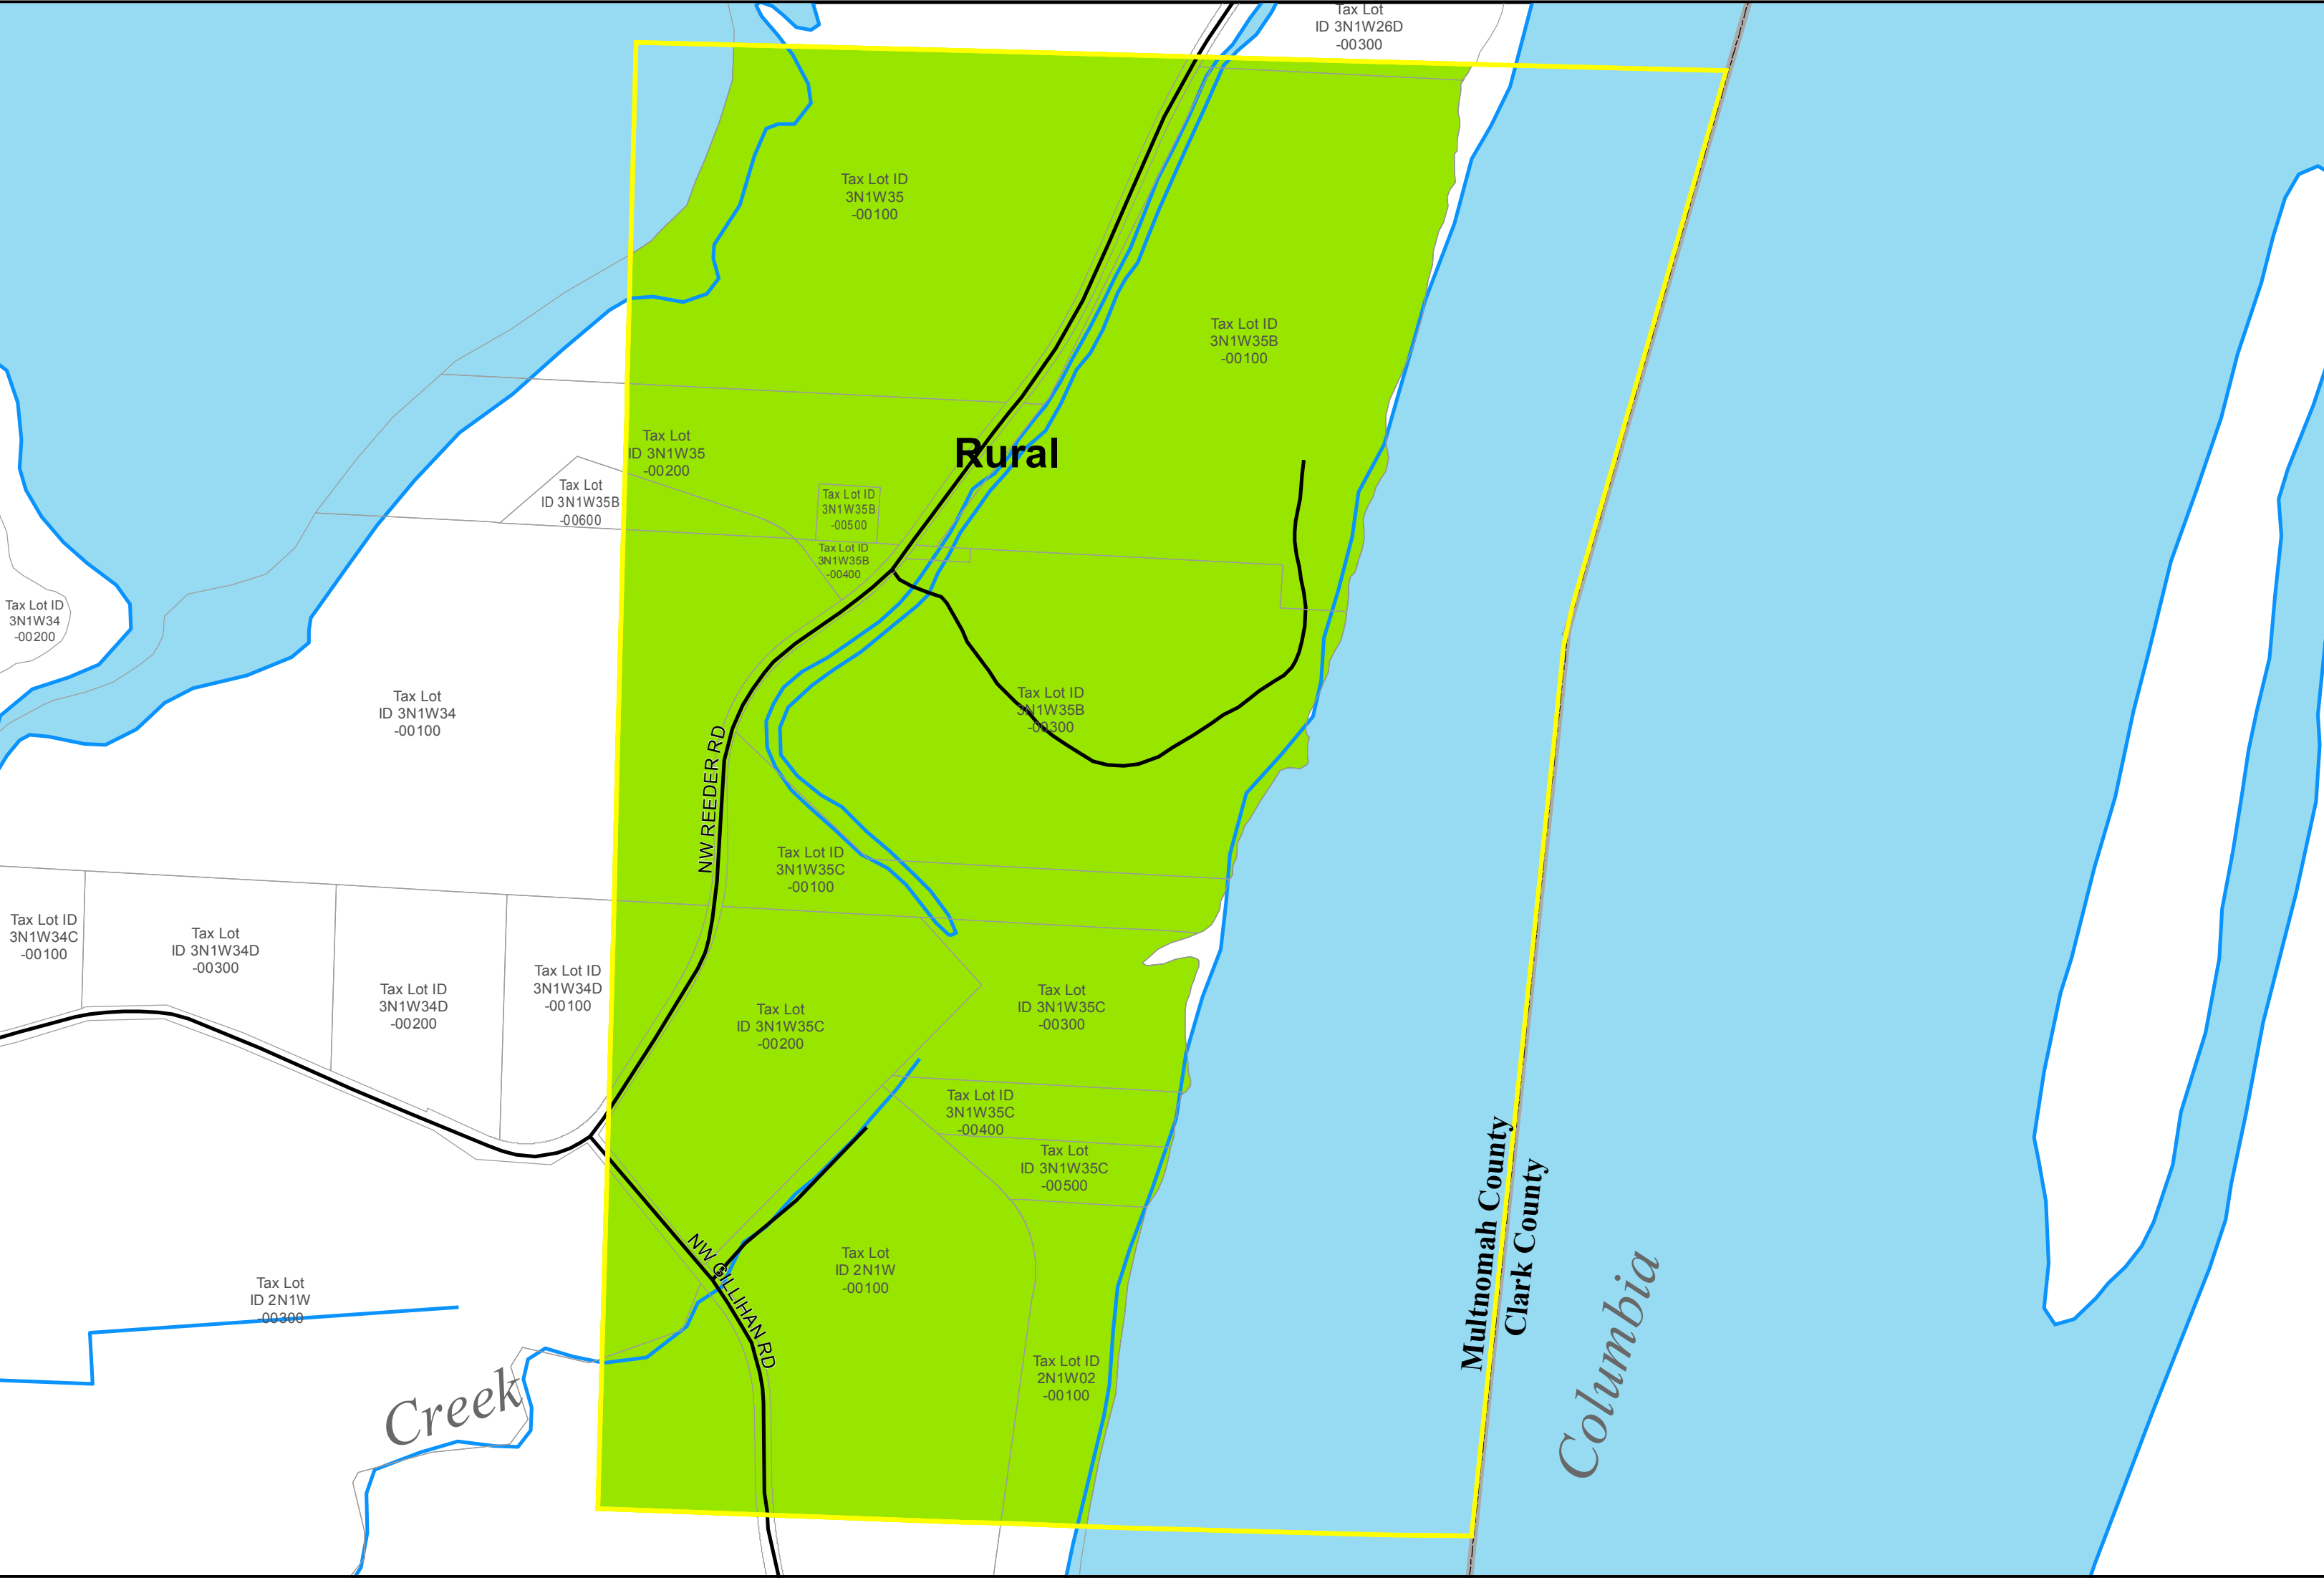 Tax Lot
ID 3N1W26D
-00300
Tax Lot ID
3N1W35
-00100
Tax Lot ID
3N1W35B
-00100
Tax Lot
ID 3N1W35
-00200
Rural
Tax Lot
ID 3N1W35B
-00600
Tax Lot ID
3N1W35B
-00500
Tax Lot ID
3N1W35B
-00400
Tax Lot ID
3N1W34
-00200
Tax Lot
ID 3N1W34
-00100
Tax Lot ID
3N1W35B
-00300
NW REEDER RD
Tax Lot ID
3N1W35C
-00100
Tax Lot ID
3N1W34C
-00100
Tax Lot
ID 3N1W34D
-00300
Tax Lot ID
3N1W34D
-00200
Tax Lot ID
3N1W34D
-00100
Tax Lot
ID 3N1W35C
-00200
Tax Lot
ID 3N1W35C
-00300
Tax Lot ID
3N1W35C
-00400
Tax Lot
ID 3N1W35C
-00500
Multnomah County
Clark County
Columbia
NW GILLIHAN RD
Tax Lot
ID 2N1W
-00100
Tax Lot
ID 2N1W
-00300
Tax Lot ID
2N1W02
-00100
Creek